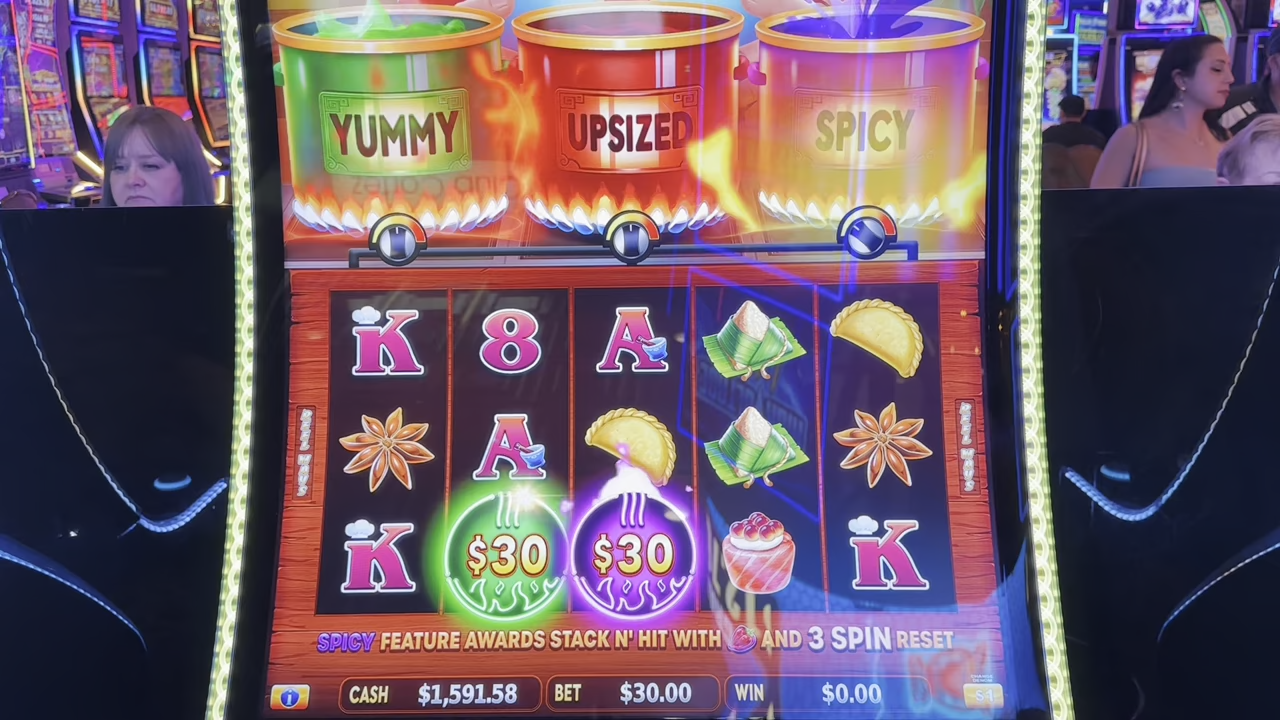 YUMMY
UPSIZED
SPICY
K 8 A
A
$30 $30
K K
SPICY FEATURE AWARDS STACK N' HIT WITH AND 3 SPIN RESET
CASH $1,591.58 BET $30.00 WIN $0.00
$1